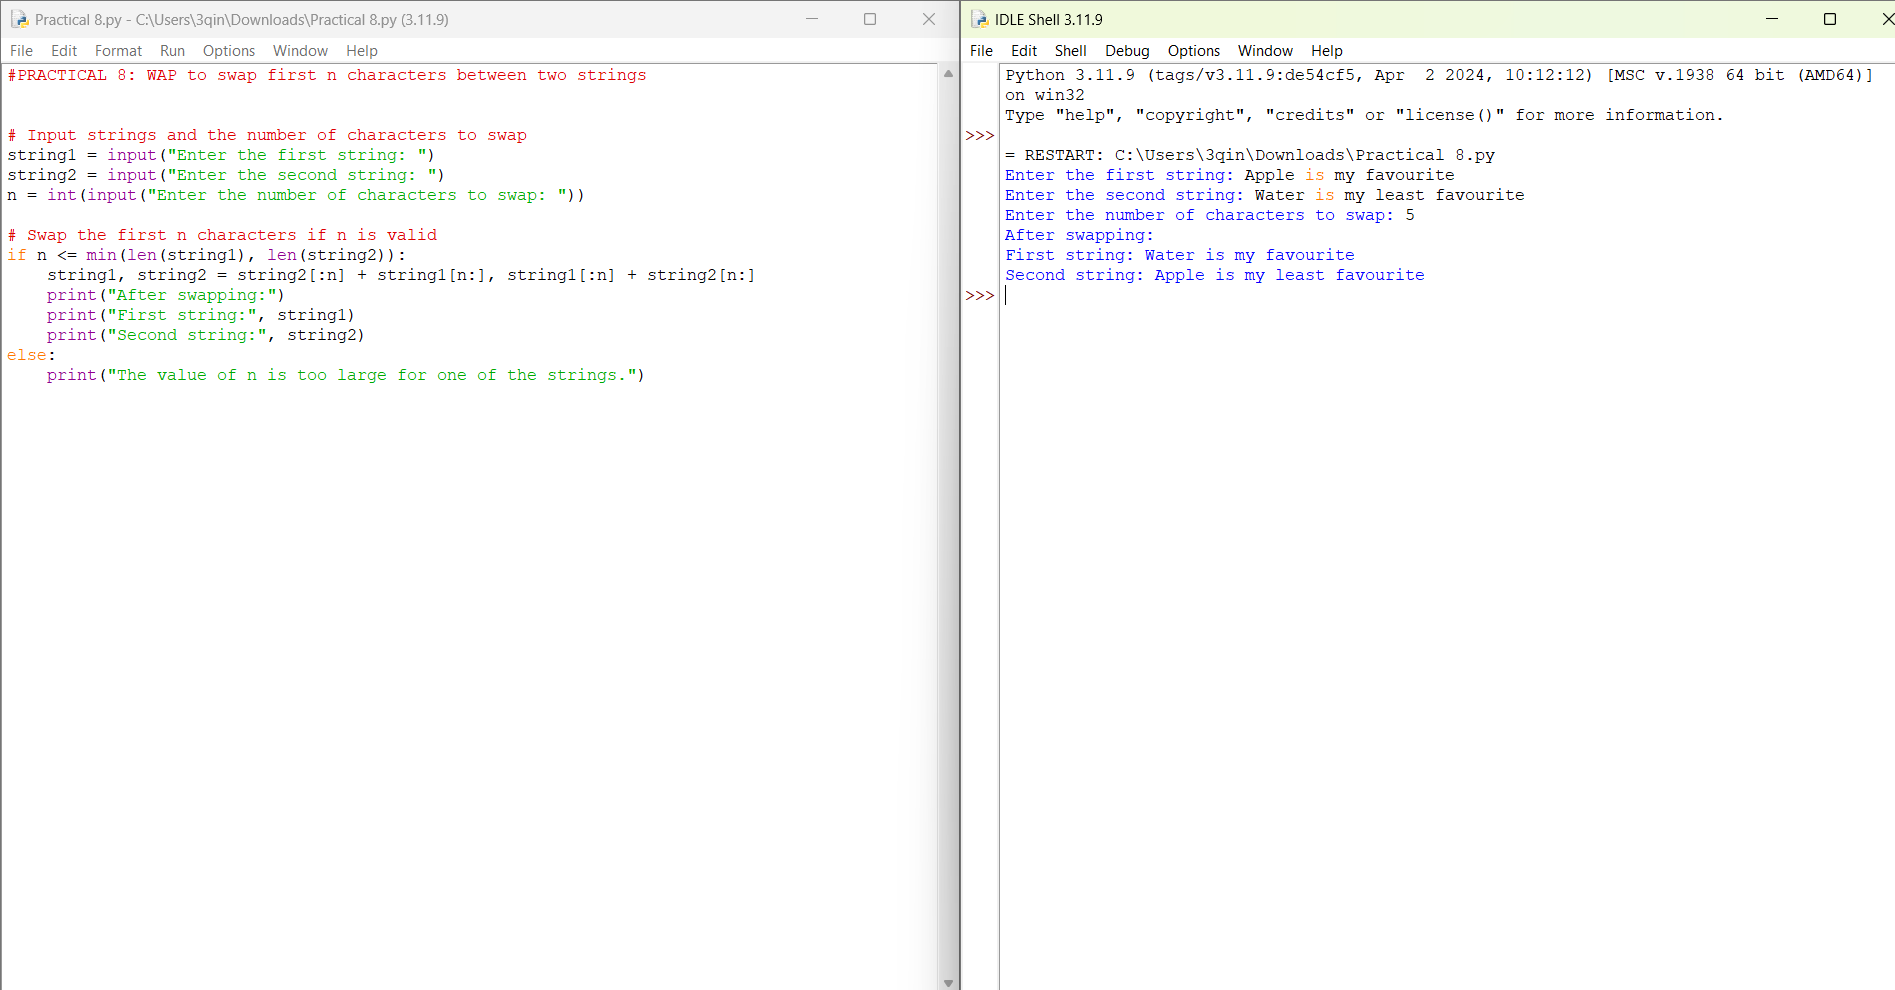 Practical 8.py - C:\Users\3qin\Downloads\Practical 8.py (3.11.9)
File Edit Format Run Options Window Help
#PRACTICAL 8: WAP to swap first n characters between two strings
# Input strings and the number of characters to swap
string1 = input("Enter the first string: ")
string2 = input("Enter the second string: ")
n = int(input("Enter the number of characters to swap: "))
# Swap the first n characters if n is valid
if n <= min(len(string1), len(string2)):
    string1, string2 = string2[:n] + string1[n:], string1[:n] + string2[n:]
    print("After swapping:")
    print("First string:", string1)
    print("Second string:", string2)
else:
    print("The value of n is too large for one of the strings.")
IDLE Shell 3.11.9
File Edit Shell Debug Options Window Help
Python 3.11.9 (tags/v3.11.9:de54cf5, Apr  2 2024, 10:12:12) [MSC v.1938 64 bit (AMD64)]
on win32
Type "help", "copyright", "credits" or "license()" for more information.
>>>
= RESTART: C:\Users\3qin\Downloads\Practical 8.py
Enter the first string: Apple is my favourite
Enter the second string: Water is my least favourite
Enter the number of characters to swap: 5
After swapping:
First string: Water is my favourite
Second string: Apple is my least favourite
>>>